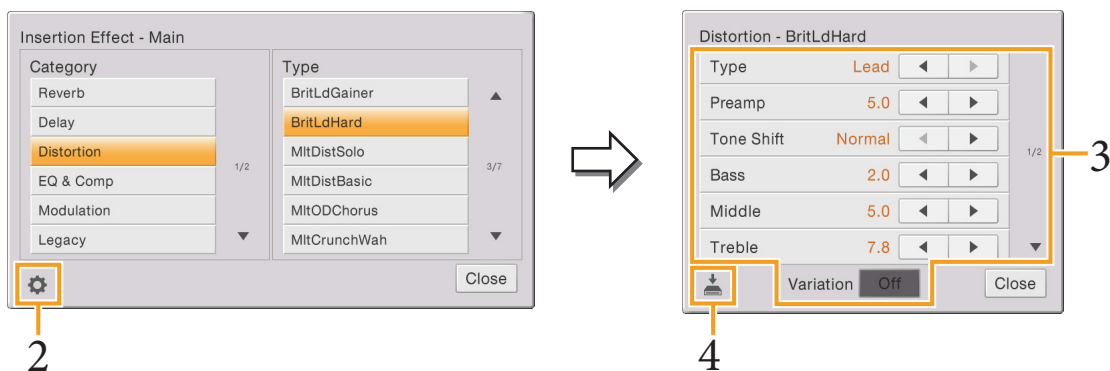 Insertion Effect - Main
Category
Reverb
Delay
Distortion
EQ & Comp
Modulation
Legacy
1/2
Type
BritLdGainer
BritLdHard
MltDistSolo
MltDistBasic
MltODChorus
MltCrunchWah
3/7
Close
2
Distortion - BritLdHard
Type Lead
Preamp 5.0
Tone Shift Normal
Bass 2.0
Middle 5.0
Treble 7.8
1/2
Variation Off
Close
3
4